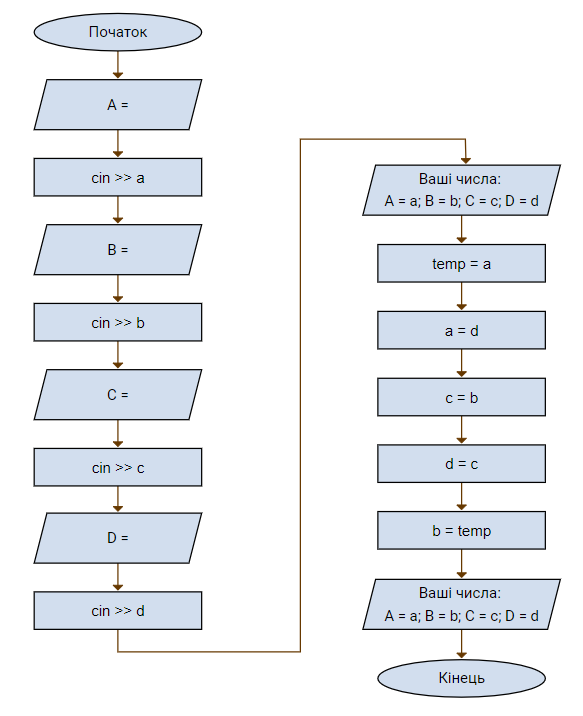 Початок
A =
cin >> a
B =
cin >> b
C =
cin >> c
D =
cin >> d
Ваші числа:
A = a; B = b; C = c; D = d
temp = a
a = d
c = b
d = c
b = temp
Ваші числа:
A = a; B = b; C = c; D = d
Кінець